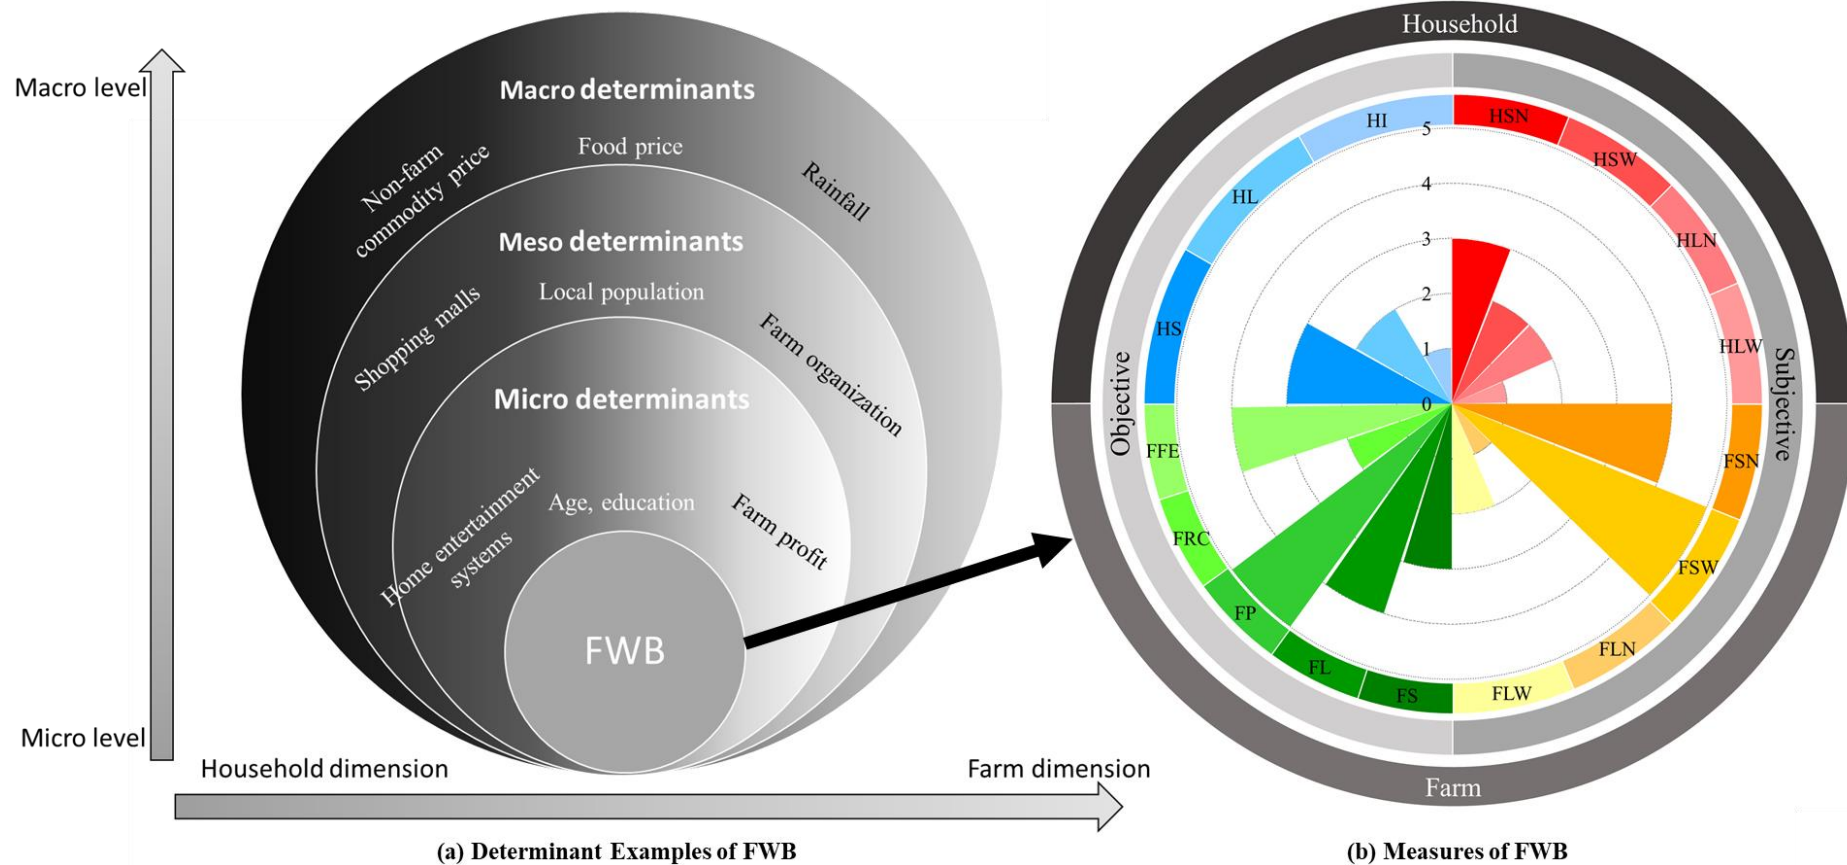 Macro level
Micro level
Household dimension
Farm dimension
Macro determinants
Food price
Non-farm
commodity price
Rainfall
Meso determinants
Local population
Shopping malls
Farm organization
Micro determinants
Age, education
Home entertainment
systems
Farm profit
FWB
(a) Determinant Examples of FWB
Household
Objective
Subjective
Farm
HI
HSN
HSW
HLN
HLW
FSN
FSW
FLN
FLW
FS
FL
FP
FRC
FFE
HS
HL
5
4
3
2
1
0
(b) Measures of FWB